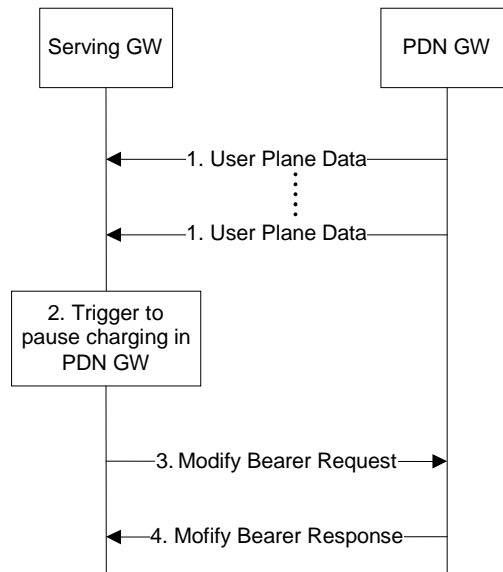 Serving GW
PDN GW
1. User Plane Data
1. User Plane Data
2. Trigger to
pause charging in
PDN GW
3. Modify Bearer Request
4. Mofify Bearer Response